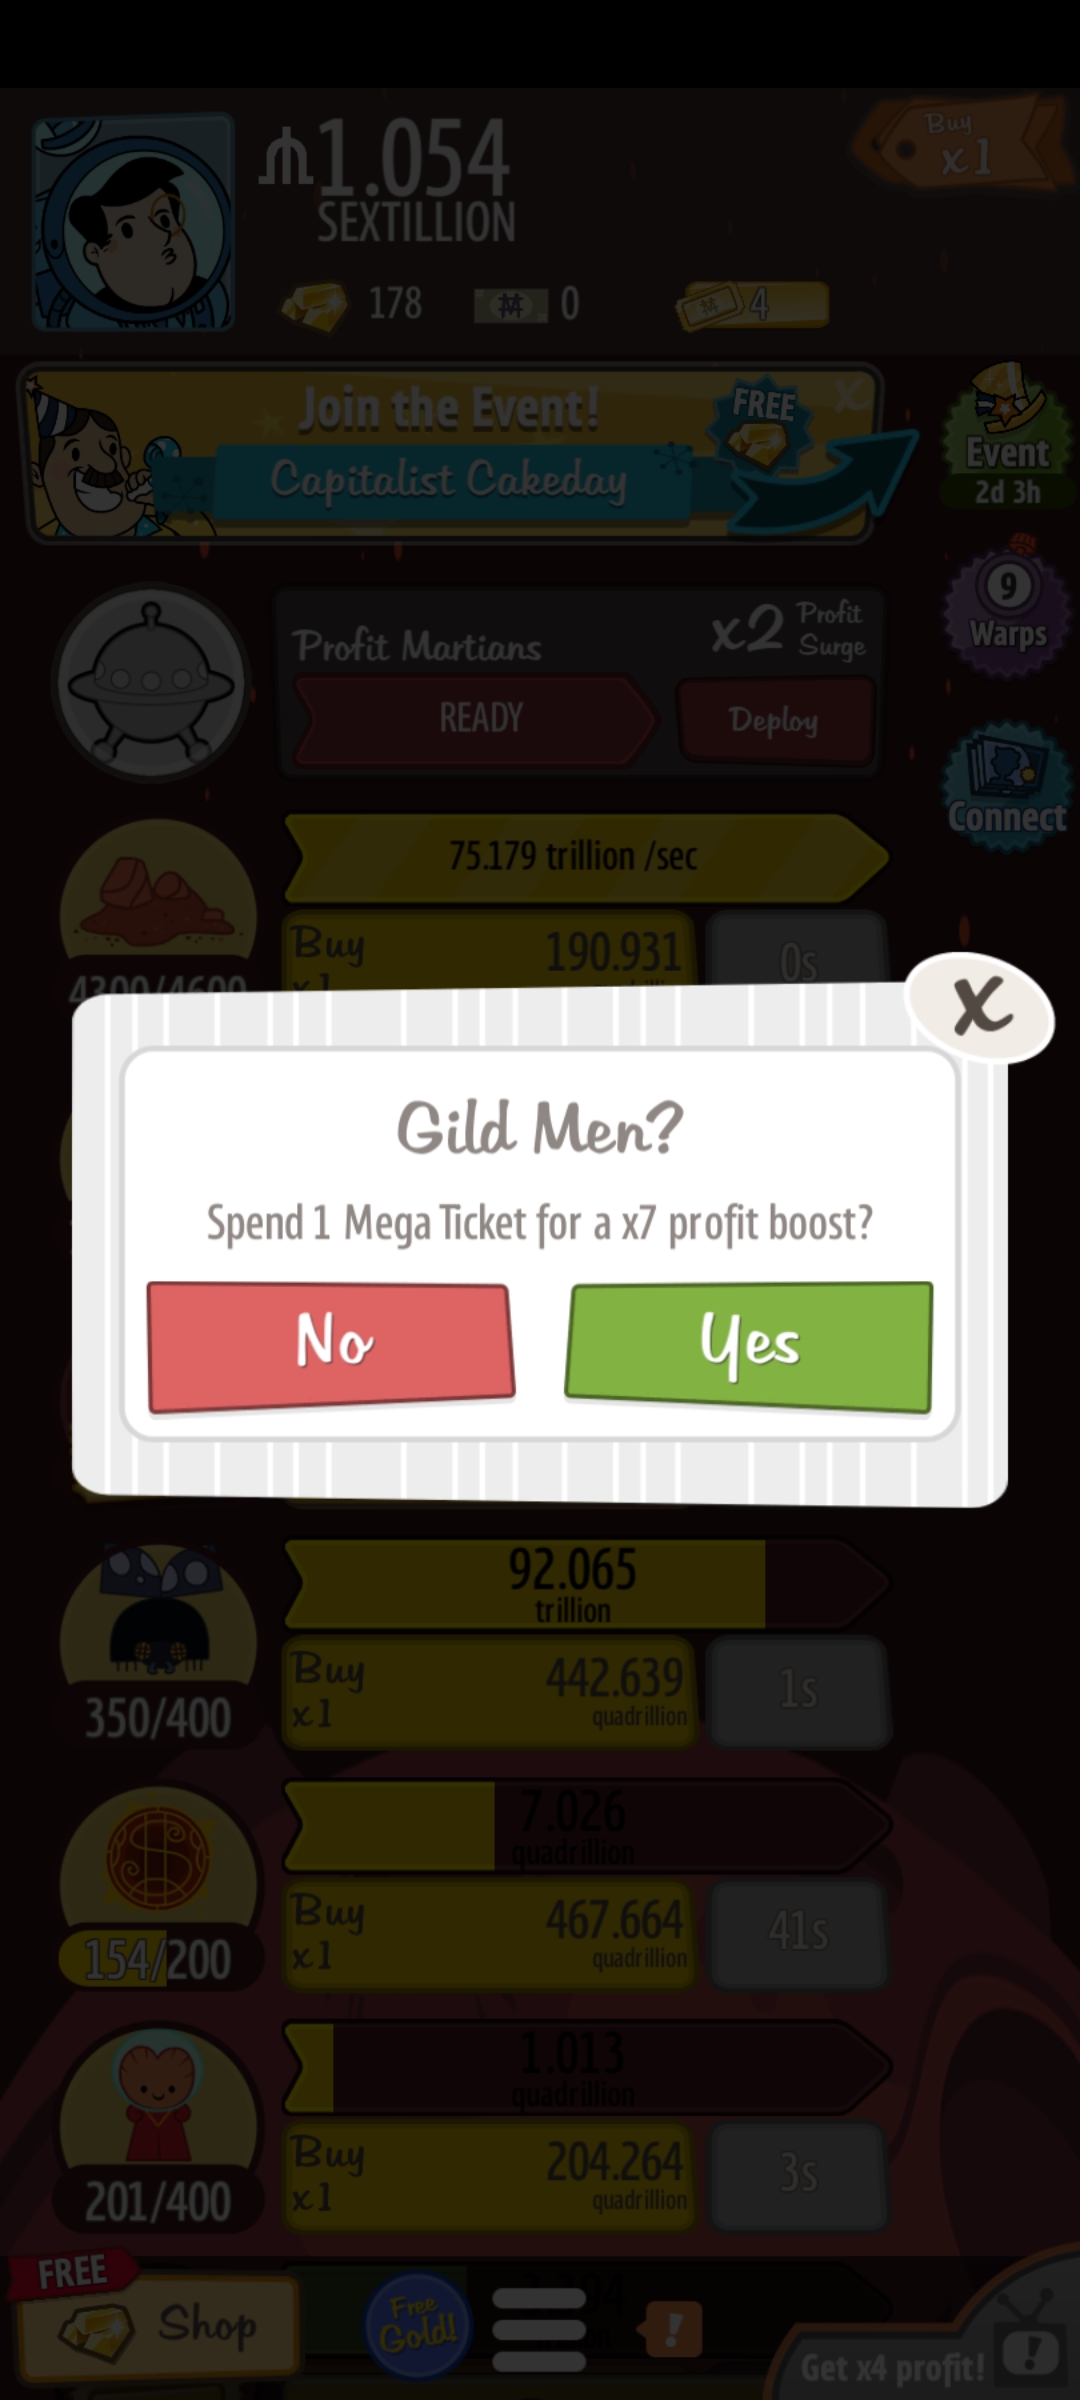 1.054
SEXTILLION
Buy
x1
178
0
4
Join the Event!
Capitalist Cakeday
FREE
x
Event
2d 3h
Profit Martians
x2 Profit
Surge
READY
Deploy
9
Warps
Connect
75.179 trillion /sec
Buy
x1
190.931
0s
4300/4600
x
Gild Men?
Spend 1 Mega Ticket for a x7 profit boost?
No
Yes
92.065
trillion
Buy
x1
442.639
quadrillion
1s
350/400
7.026
quadrillion
Buy
x1
467.664
quadrillion
41s
154/200
1.013
quadrillion
Buy
x1
204.264
quadrillion
3s
201/400
FREE
Shop
Free
Gold!
!
Get x4 profit!
!